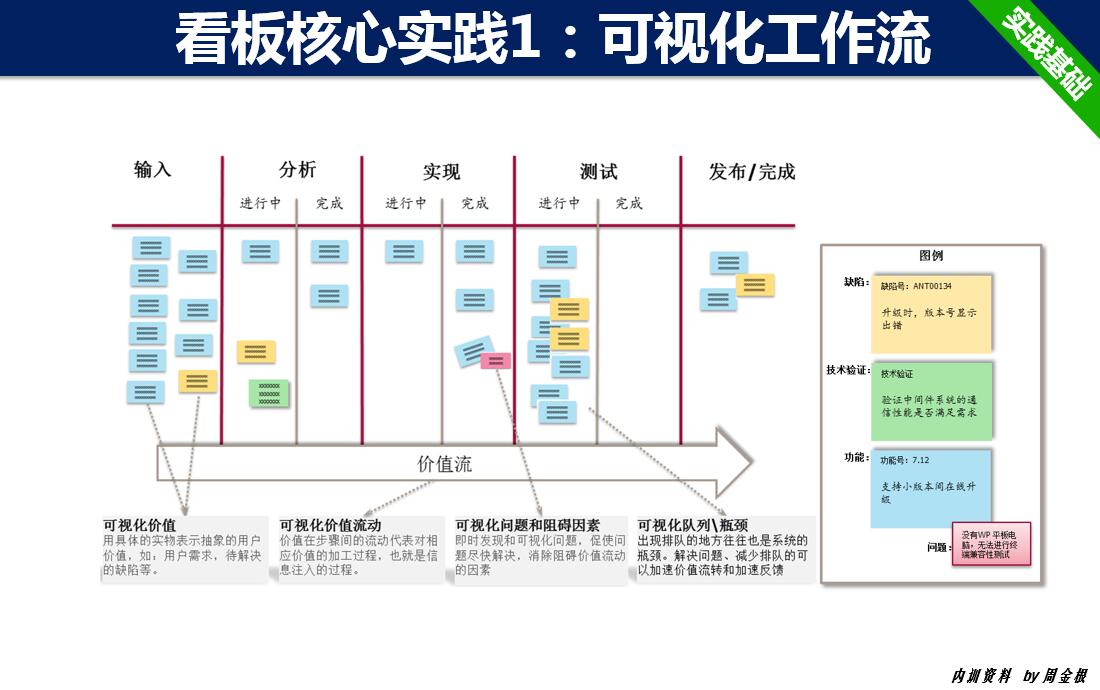 看板核心实践1：可视化工作流
实践基础
输入
分析
实现
测试
发布/完成
进行中
完成
进行中
完成
进行中
完成
xxxxxxx
xxxxxxx
xxxxxxx
价值流
可视化价值
用具体的实物表示抽象的用户
价值，如：用户需求，待解决
的缺陷等。
可视化价值流动
价值在步骤间的流动代表对相
应价值的加工过程，也就是信
息注入的过程。
可视化问题和阻碍因素
即时发现和可视化问题，促使问
题尽快解决，消除阻碍价值流动
的因素
可视化队列\瓶颈
出现排队的地方往往也是系统的
瓶颈。解决问题、减少排队的可
以加速价值流转和加速反馈
图例
缺陷：
缺陷号：ANT00134
升级时，版本号显示
出错
技术验证：
技术验证
验证中间件系统的通
信性能是否满足需求
功能：
功能号：7.12
支持小版本间在线升
级
问题：
没有WP 平板电
脑，无法进行终
端兼容性测试
内训资料 by 周金根